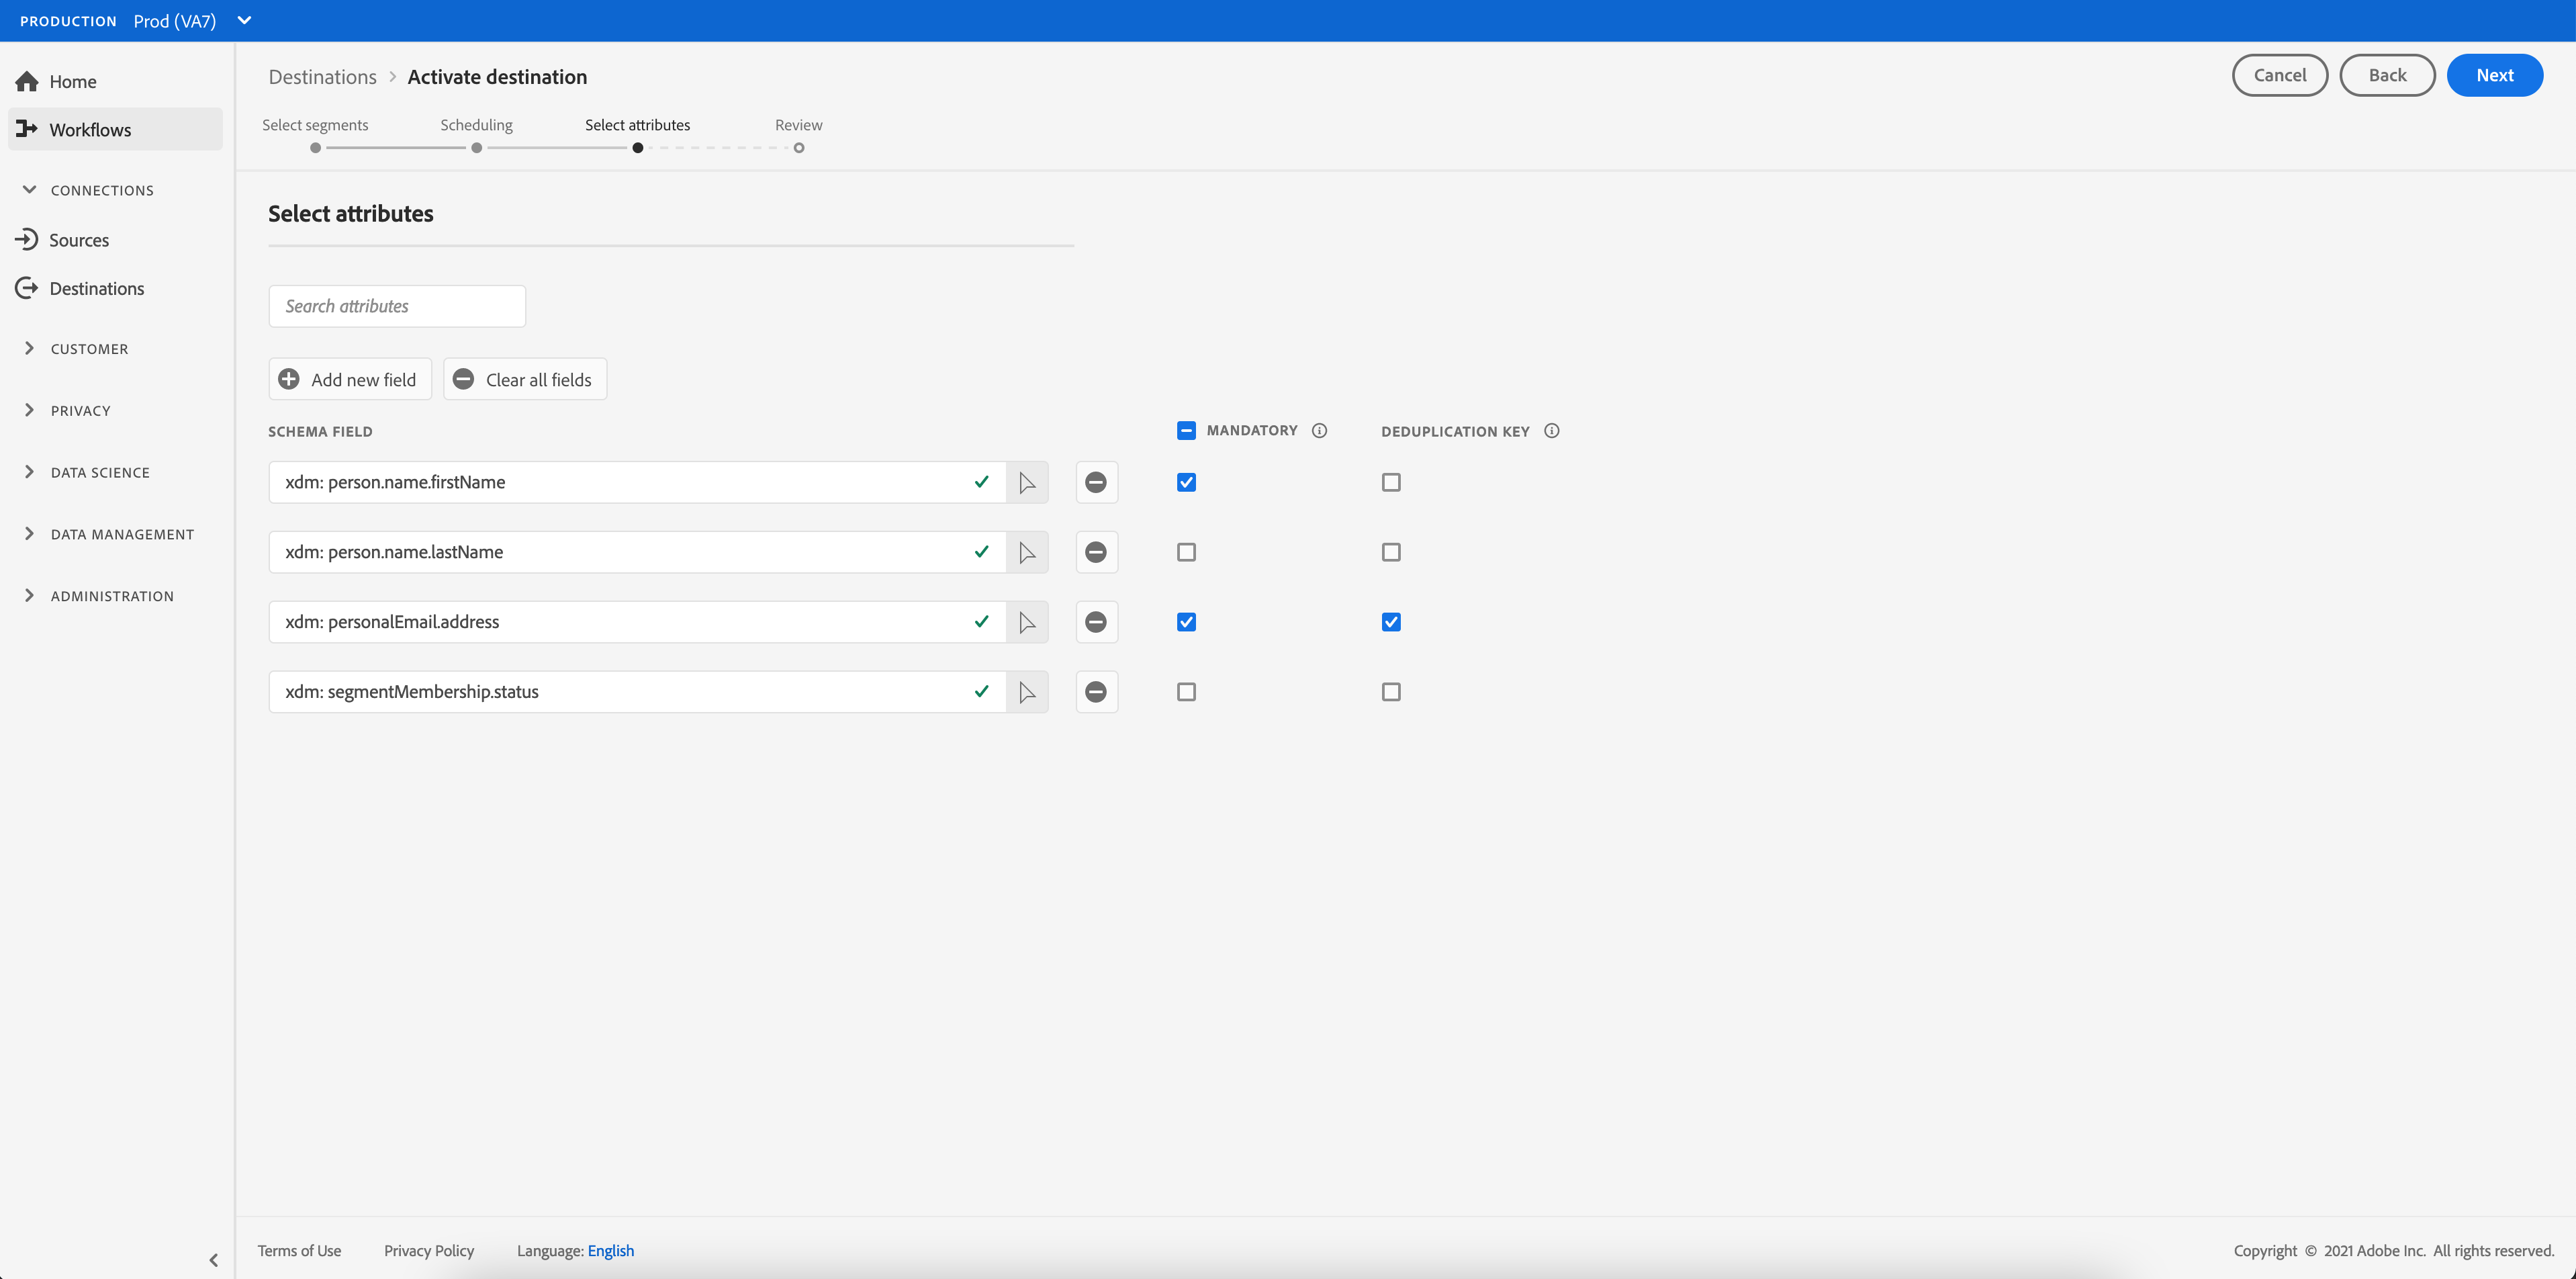 PRODUCTION Prod (VA7)
Home
Workflows
CONNECTIONS
Sources
Destinations
CUSTOMER
PRIVACY
DATA SCIENCE
DATA MANAGEMENT
ADMINISTRATION
Destinations > Activate destination
Cancel Back Next
Select segments Scheduling Select attributes Review
Select attributes
Search attributes
Add new field Clear all fields
SCHEMA FIELD MANDATORY DEDUPLICATION KEY
xdm: person.name.firstName
xdm: person.name.lastName
xdm: personalEmail.address
xdm: segmentMembership.status
Terms of Use Privacy Policy Language: English Copyright © 2021 Adobe Inc. All rights reserved.